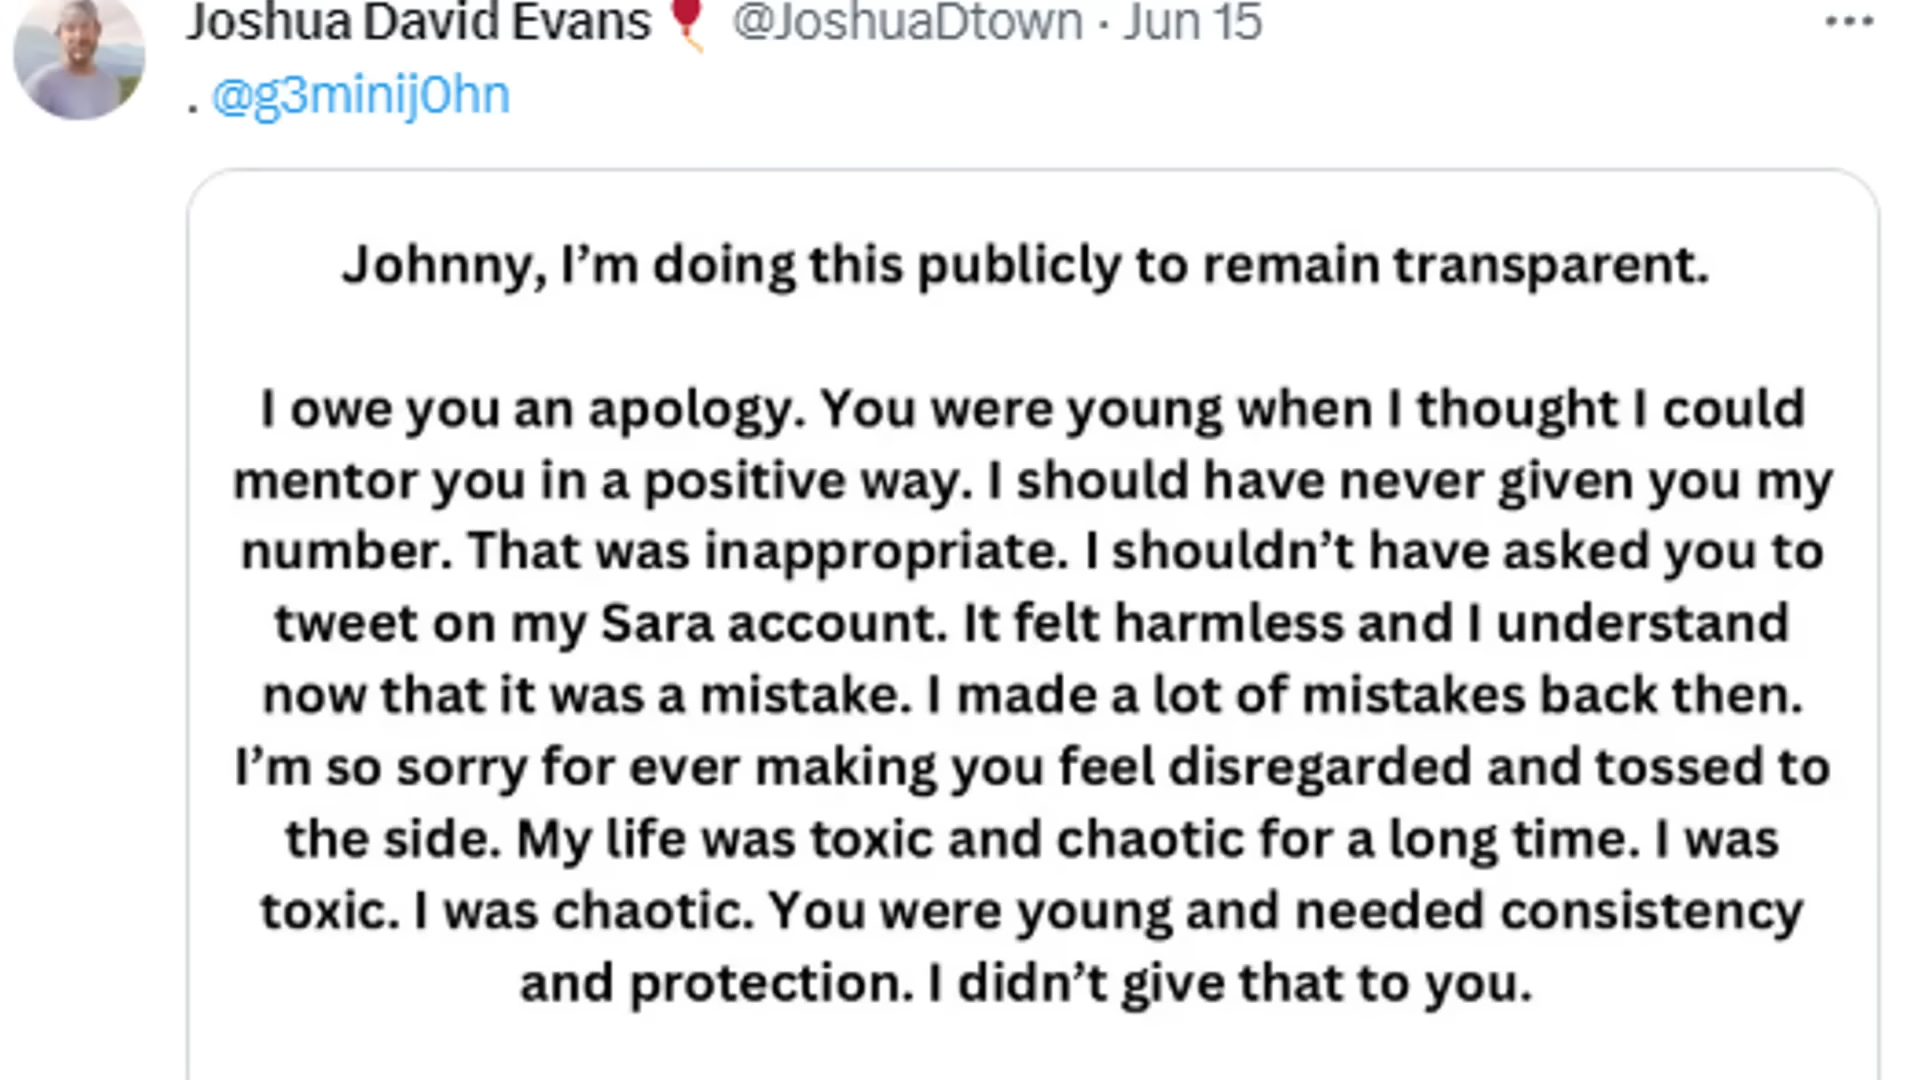 Joshua David Evans🎈 @JoshuaDtown · Jun 15
. @g3minij0hn
Johnny, I’m doing this publicly to remain transparent.
I owe you an apology. You were young when I thought I could
mentor you in a positive way. I should have never given you my
number. That was inappropriate. I shouldn’t have asked you to
tweet on my Sara account. It felt harmless and I understand
now that it was a mistake. I made a lot of mistakes back then.
I’m so sorry for ever making you feel disregarded and tossed to
the side. My life was toxic and chaotic for a long time. I was
toxic. I was chaotic. You were young and needed consistency
and protection. I didn’t give that to you.